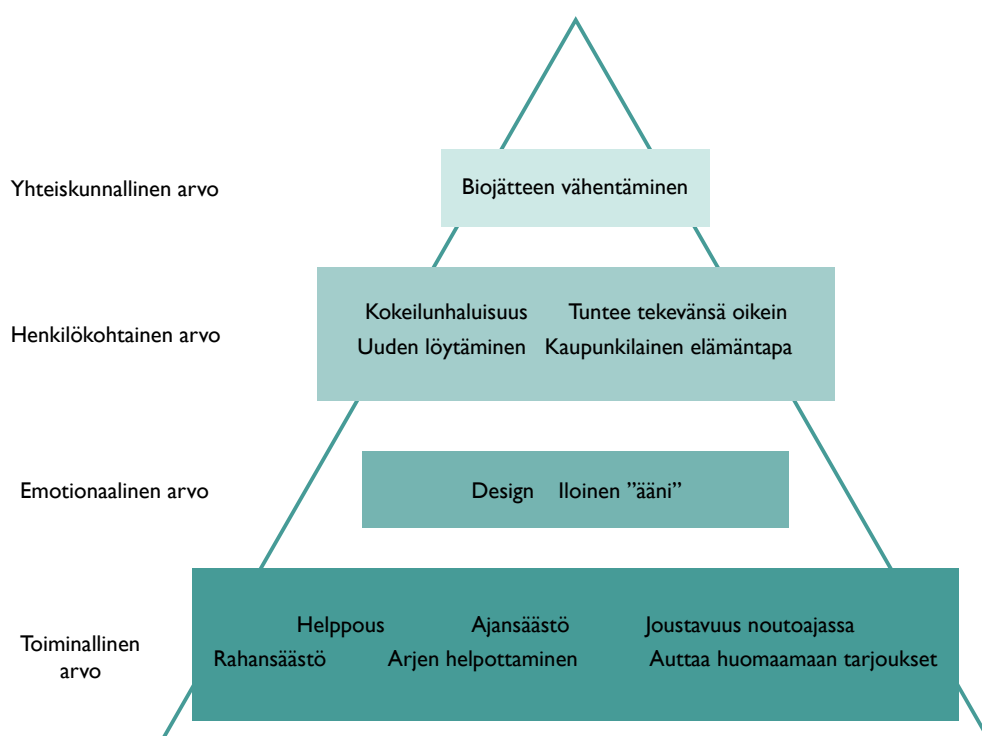 Yhteiskunnallinen arvo
Biojätteen vähentäminen
Henkilökohtainen arvo
Kokeilunhaluisuus Tuntee tekevänsä oikein
Uuden löytäminen Kaupunkilainen elämäntapa
Emotionaalinen arvo
Design Iloinen ”ääni”
Toiminallinen
arvo
Helppous Ajansäästö Joustavuus noutoajassa
Rahansäästö Arjen helpottaminen Auttaa huomaamaan tarjoukset